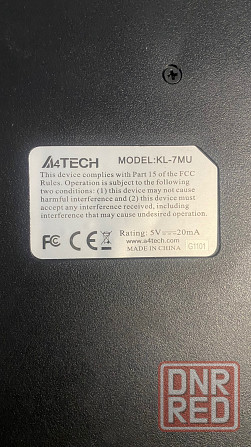 A4TECH MODEL:KL-7MU
This device complies with Part 15 of the FCC
Rules. Operation is subject to the following
two conditions: (1) this device may not cause
harmful interference and (2) this device must
accept any interference received, including
interference that may cause undesired operation.
FC CE Rating: 5V⎓20mA
www.a4tech.com
MADE IN CHINA G1101
DNR
RED